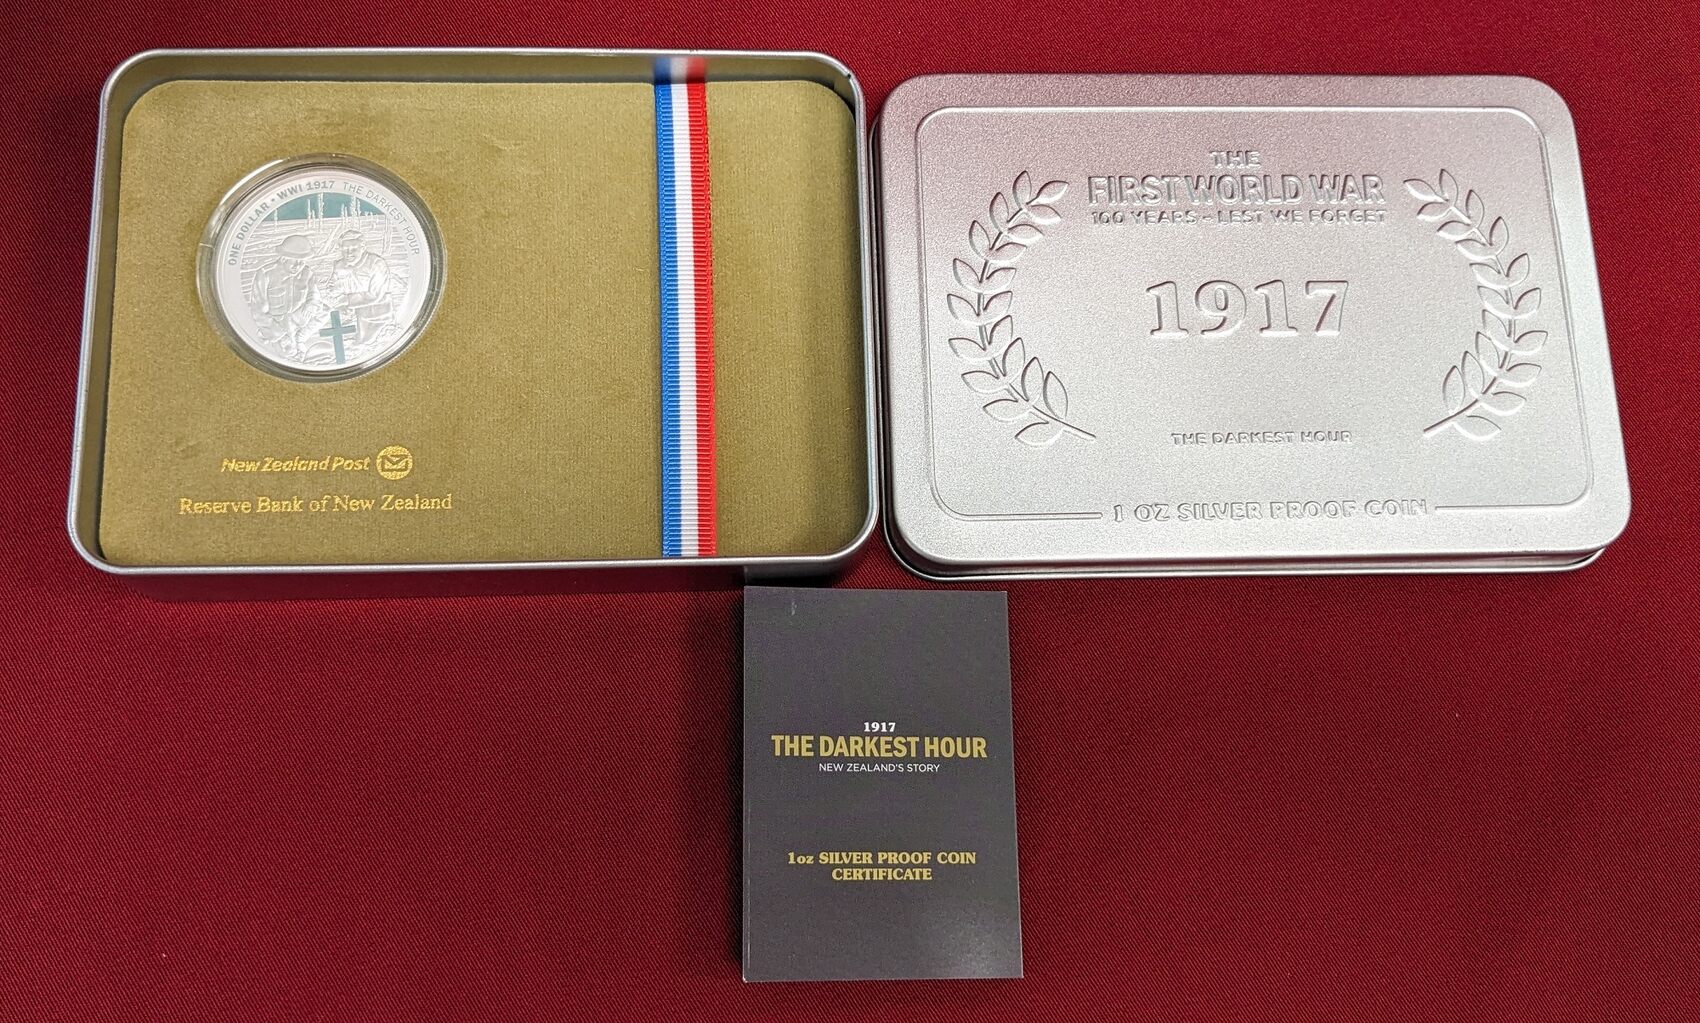 ONE DOLLAR • WWI 1917 THE DARKEST HOUR
New Zealand Post
Reserve Bank of New Zealand
THE
FIRST WORLD WAR
100 YEARS - LEST WE FORGET
1917
THE DARKEST HOUR
1 OZ SILVER PROOF COIN
1917
THE DARKEST HOUR
NEW ZEALAND'S STORY
1oz SILVER PROOF COIN
CERTIFICATE